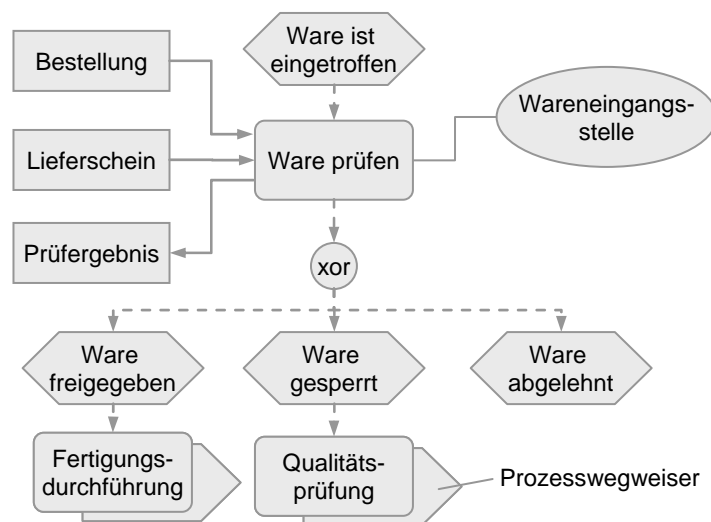 Ware ist
eingetroffen
Bestellung
Wareneingangs-
stelle
Lieferschein
Ware prüfen
Prüfergebnis
xor
Ware
freigegeben
Ware
gesperrt
Ware
abgelehnt
Fertigungs-
durchführung
Qualitäts-
prüfung
Prozesswegweiser